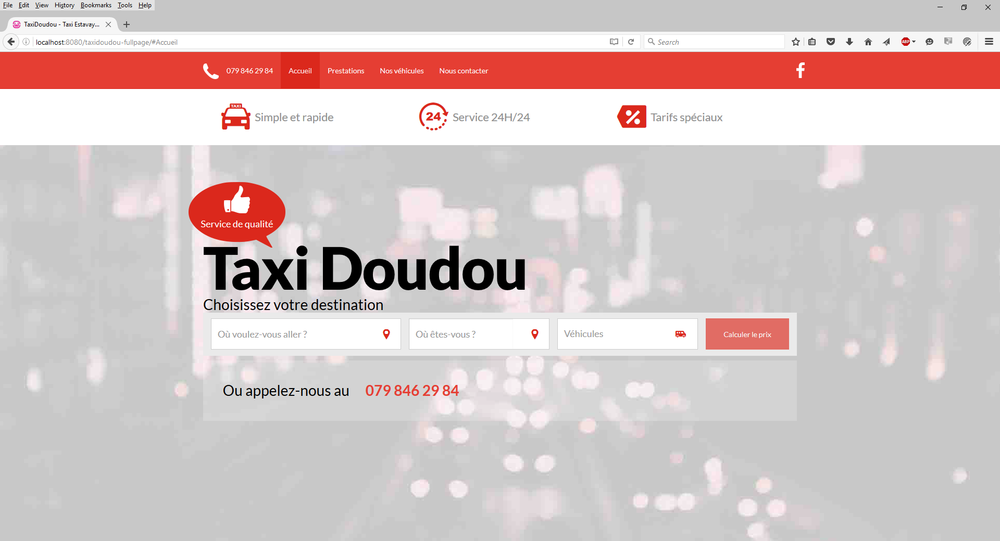 File Edit View History Bookmarks Tools Help
TaxiDoudou - Taxi Estavay...
localhost:8080/taxidoudou-fullpage/#Accueil
Search
ABP
079 846 29 84 Accueil Prestations Nos véhicules Nous contacter
TAXI
Simple et rapide
24
Service 24H/24
Tarifs spéciaux
Service de qualité
Taxi Doudou
Choisissez votre destination
Où voulez-vous aller ?
Où êtes-vous ?
Véhicules
Calculer le prix
Ou appelez-nous au 079 846 29 84